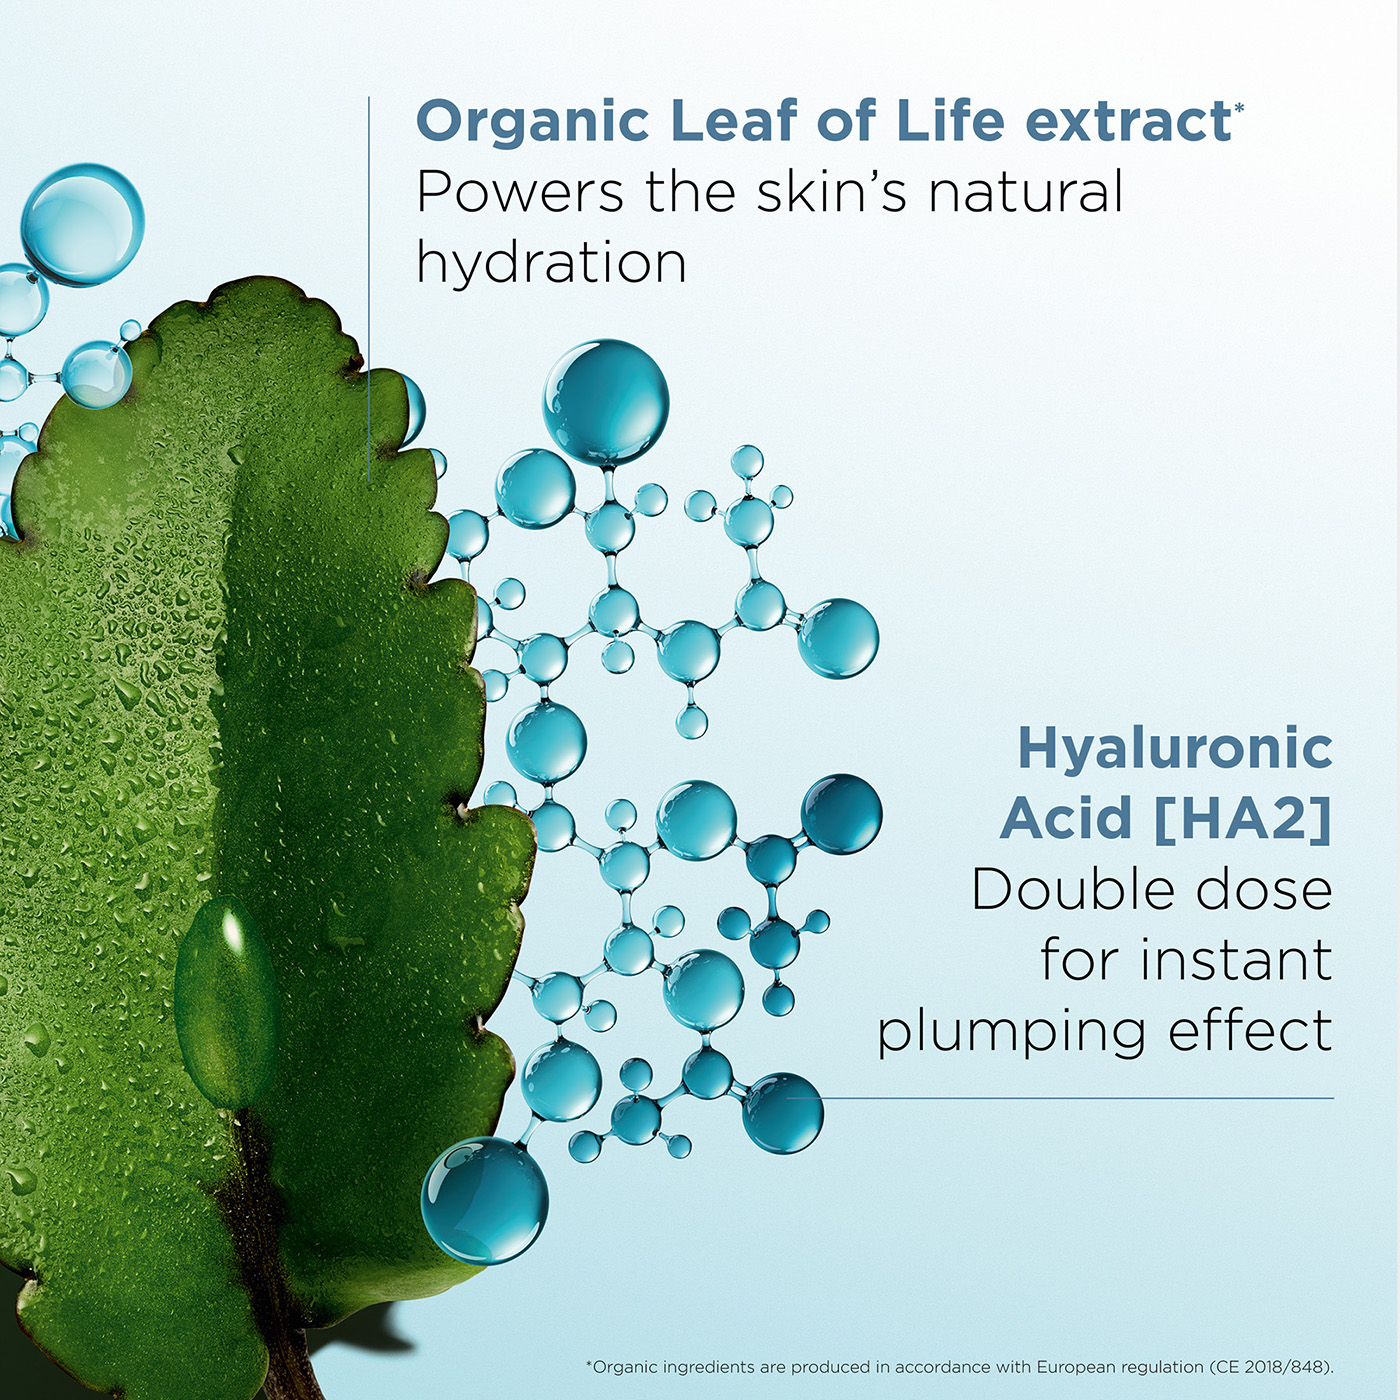 Organic Leaf of Life extract*
Powers the skin’s natural
hydration
Hyaluronic
Acid [HA2]
Double dose
for instant
plumping effect
*Organic ingredients are produced in accordance with European regulation (CE 2018/848).